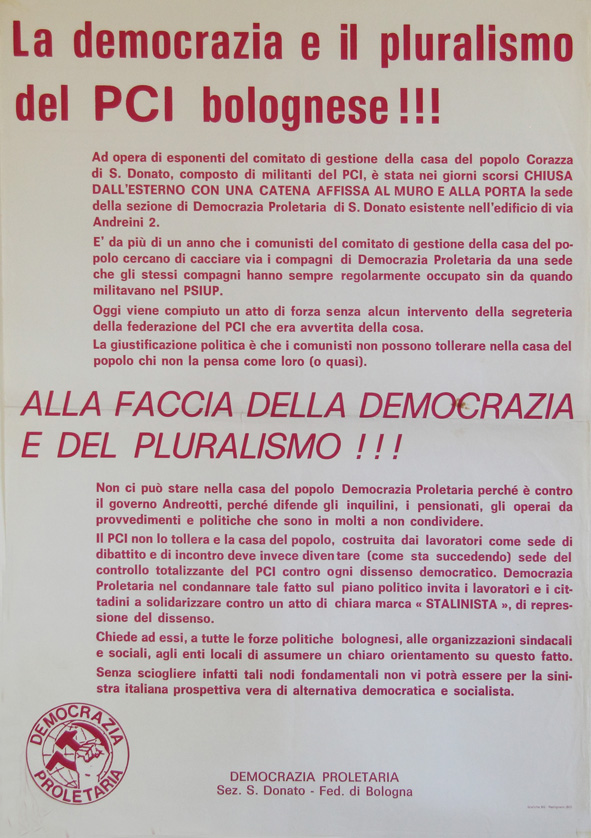 La democrazia e il pluralismo
del PCI bolognese!!!
Ad opera di esponenti del comitato di gestione della casa del popolo Corazza
di S. Donato, composto di militanti del PCI, è stata nei giorni scorsi CHIUSA
DALL'ESTERNO CON UNA CATENA AFFISSA AL MURO E ALLA PORTA la sede
della sezione di Democrazia Proletaria di S. Donato esistente nell'edificio di via
Andreini 2.
E' da più di un anno che i comunisti del comitato di gestione della casa del po-
polo cercano di cacciare via i compagni di Democrazia Proletaria da una sede
che gli stessi compagni hanno sempre regolarmente occupato sin da quando
militavano nel PSIUP.
Oggi viene compiuto un atto di forza senza alcun intervento della segreteria
della federazione del PCI che era avvertita della cosa.
La giustificazione politica è che i comunisti non possono tollerare nella casa del
popolo chi non la pensa come loro (o quasi).
ALLA FACCIA DELLA DEMOCRAZIA
E DEL PLURALISMO !!!
Non ci può stare nella casa del popolo Democrazia Proletaria perché è contro
il governo Andreotti, perché difende gli inquilini, i pensionati, gli operai da
provvedimenti e politiche che sono in molti a non condividere.
Il PCI non lo tollera e la casa del popolo, costruita dai lavoratori come sede di
dibattito e di incontro deve invece diventare (come sta succedendo) sede del
controllo totalizzante del PCI contro ogni dissenso democratico. Democrazia
Proletaria nel condannare tale fatto sul piano politico invita i lavoratori e i cit-
tadini a solidarizzare contro un atto di chiara marca « STALINISTA », di repres-
sione del dissenso.
Chiede ad essi, a tutte le forze politiche bolognesi, alle organizzazioni sindacali
e sociali, agli enti locali di assumere un chiaro orientamento su questo fatto.
Senza sciogliere infatti tali nodi fondamentali non vi potrà essere per la sini-
stra italiana prospettiva vera di alternativa democratica e socialista.
DEMOCRAZIA
PROLETARIA
DEMOCRAZIA PROLETARIA
Sez. S. Donato - Fed. di Bologna